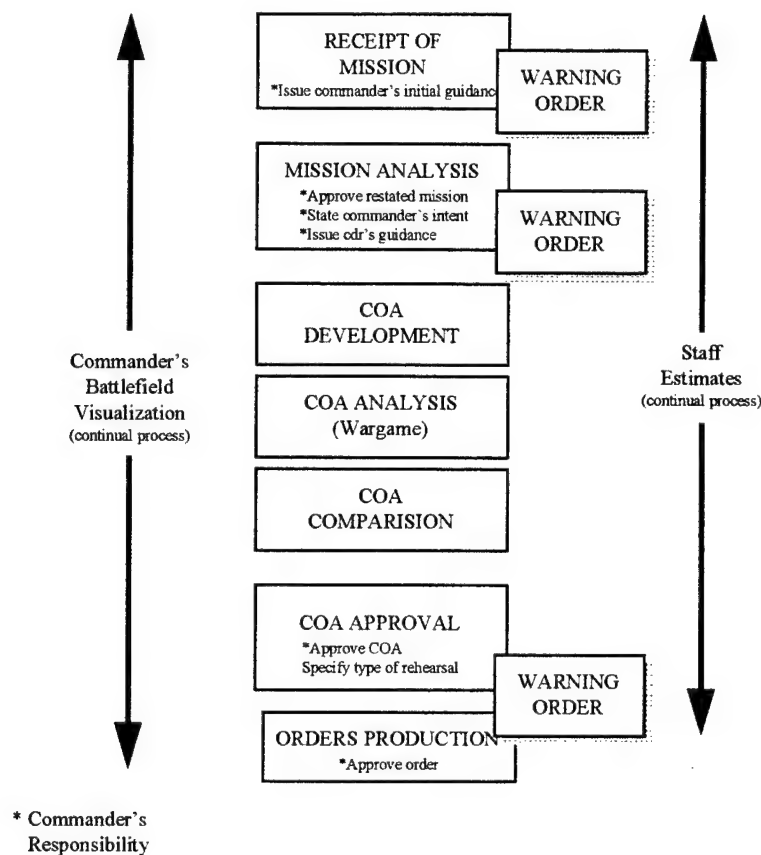 RECEIPT OF
MISSION
*Issue commander's initial guidance
WARNING
ORDER
MISSION ANALYSIS
*Approve restated mission
*State commander`s intent
*Issue cdr's guidance
WARNING
ORDER
COA
DEVELOPMENT
Commander's
Battlefield
Visualization
(continual process)
Staff
Estimates
(continual process)
COA ANALYSIS
(Wargame)
COA
COMPARISION
COA APPROVAL
*Approve COA
Specify type of rehearsal
WARNING
ORDER
ORDERS PRODUCTION
*Approve order
* Commander's
Responsibility